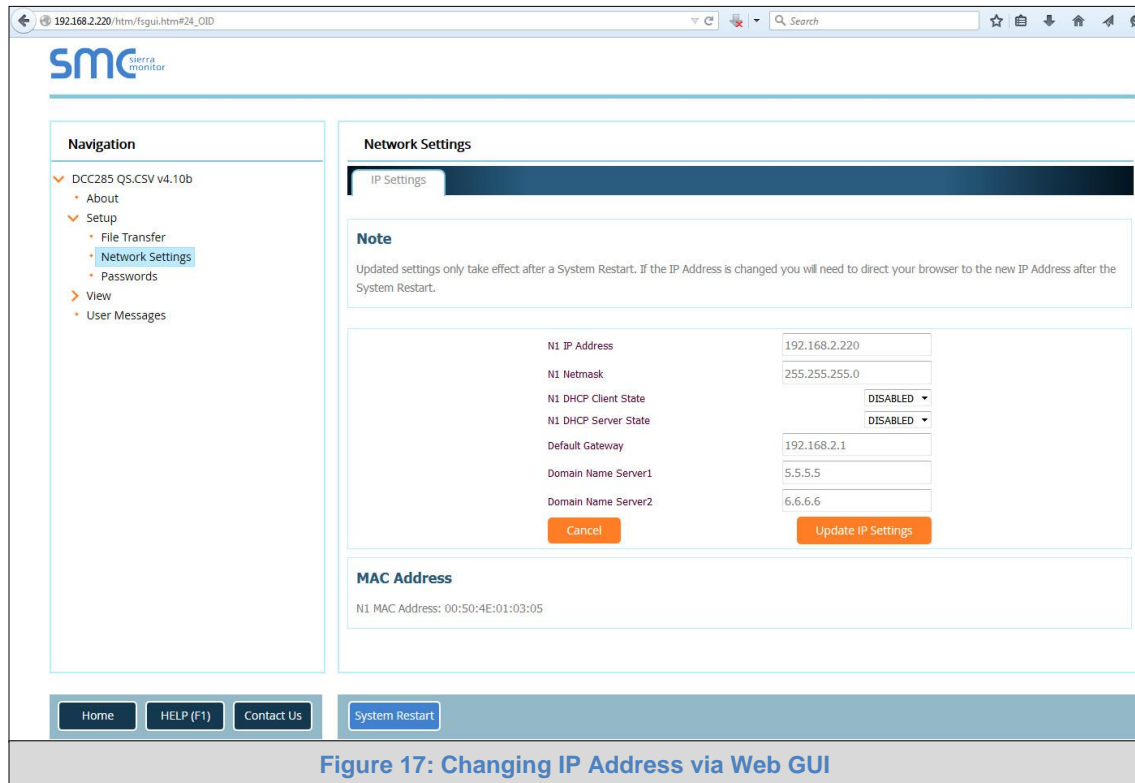 192.168.2.220/htm/fsgui.htm#24_OID
Search
smc sierra monitor
Navigation
DCC285 QS.CSV v4.10b
About
Setup
File Transfer
Network Settings
Passwords
View
User Messages
Network Settings
IP Settings
Note
Updated settings only take effect after a System Restart. If the IP Address is changed you will need to direct your browser to the new IP Address after the
System Restart.
N1 IP Address 192.168.2.220
N1 Netmask 255.255.255.0
N1 DHCP Client State DISABLED
N1 DHCP Server State DISABLED
Default Gateway 192.168.2.1
Domain Name Server1 5.5.5.5
Domain Name Server2 6.6.6.6
Cancel Update IP Settings
MAC Address
N1 MAC Address: 00:50:4E:01:03:05
Home HELP (F1) Contact Us System Restart
Figure 17: Changing IP Address via Web GUI